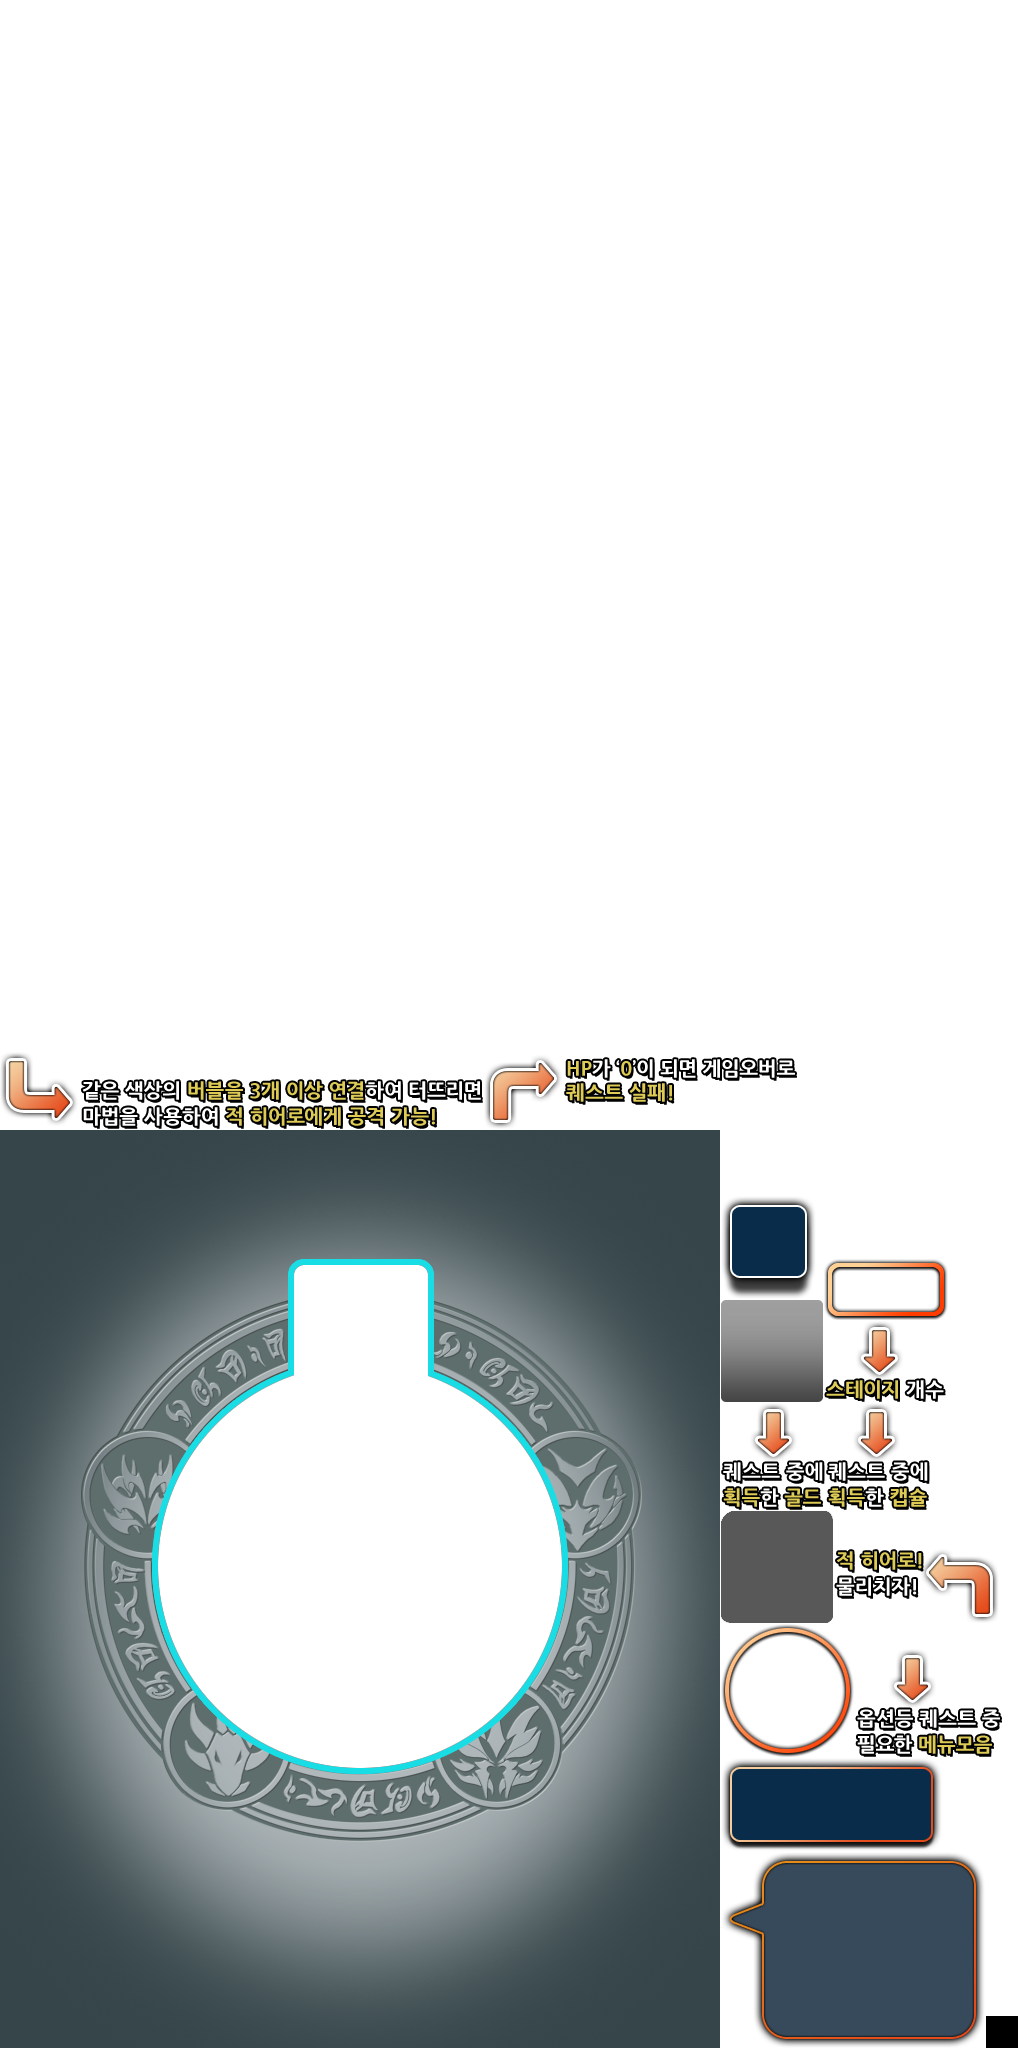 HP가 ‘0’이 되면 게임오버로
퀘스트 실패!
같은 색상의 버블을 3개 이상 연결하여 터뜨리면
마법을 사용하여 적 히어로에게 공격 가능!
스테이지 개수
퀘스트 중에
획득한 골드
퀘스트 중에
획득한 캡슐
적 히어로!
물리치자!
옵션등 퀘스트 중
필요한 메뉴모음